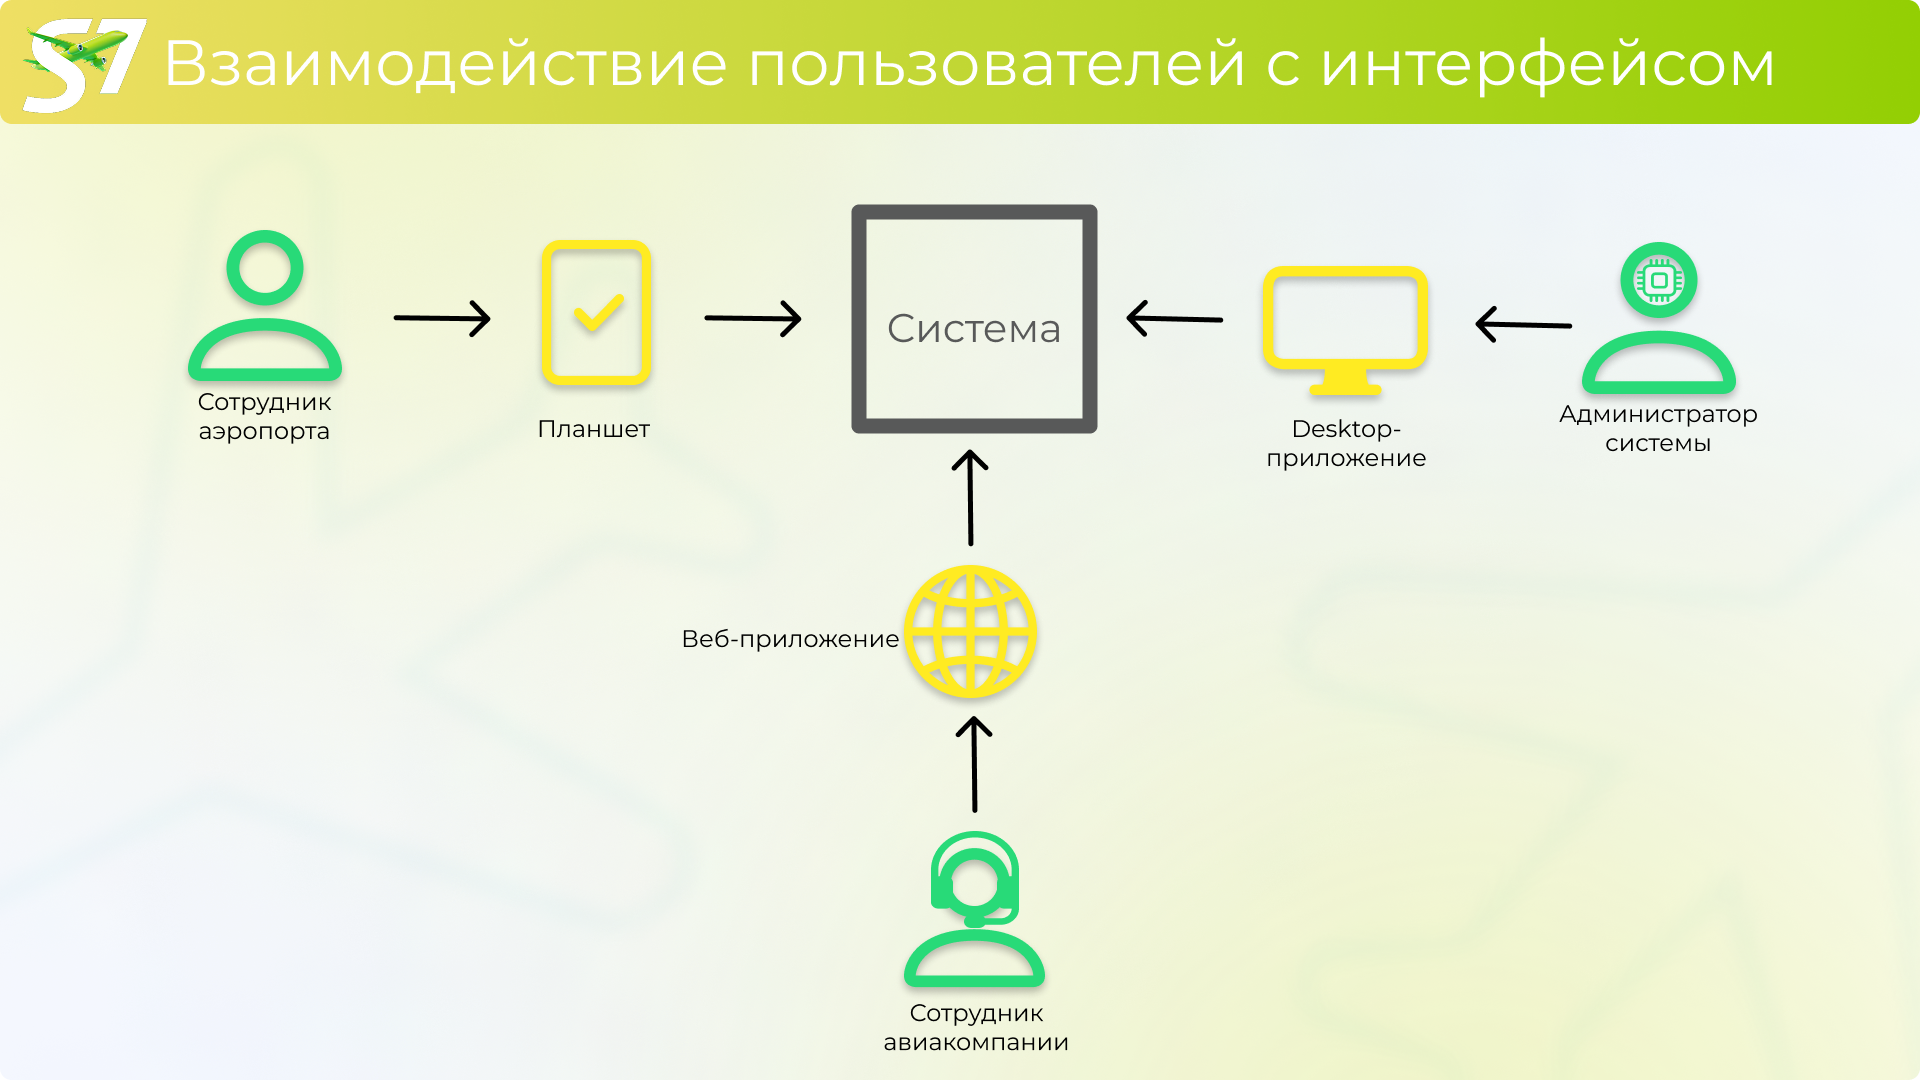 S7
Взаимодействие пользователей с интерфейсом
Сотрудник
аэропорта
Планшет
Система
Desktop-
приложение
Администратор
системы
Веб-приложение
Сотрудник
авиакомпании